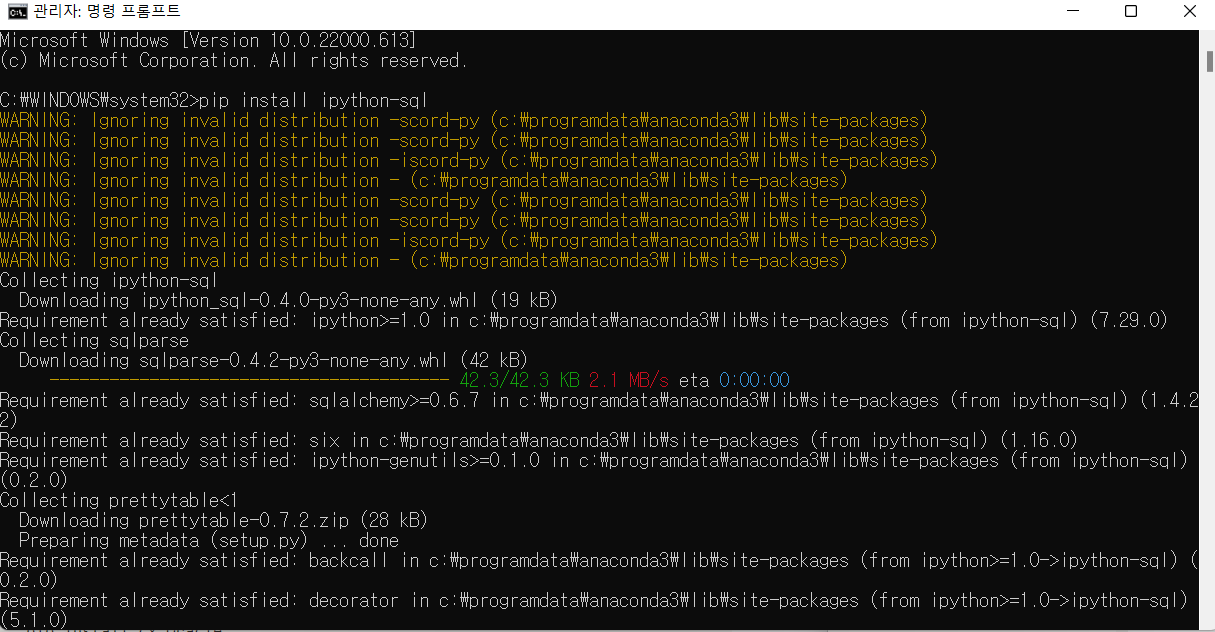 관리자: 명령 프롬프트
Microsoft Windows [Version 10.0.22000.613]
(c) Microsoft Corporation. All rights reserved.
C:₩WINDOWS₩system32>pip install ipython-sql
WARNING: Ignoring invalid distribution -scord-py (c:₩programdata₩anaconda3₩lib₩site-packages)
WARNING: Ignoring invalid distribution -scord-py (c:₩programdata₩anaconda3₩lib₩site-packages)
WARNING: Ignoring invalid distribution -iscord-py (c:₩programdata₩anaconda3₩lib₩site-packages)
WARNING: Ignoring invalid distribution - (c:₩programdata₩anaconda3₩lib₩site-packages)
WARNING: Ignoring invalid distribution -scord-py (c:₩programdata₩anaconda3₩lib₩site-packages)
WARNING: Ignoring invalid distribution -scord-py (c:₩programdata₩anaconda3₩lib₩site-packages)
WARNING: Ignoring invalid distribution -iscord-py (c:₩programdata₩anaconda3₩lib₩site-packages)
WARNING: Ignoring invalid distribution - (c:₩programdata₩anaconda3₩lib₩site-packages)
Collecting ipython-sql
Downloading ipython_sql-0.4.0-py3-none-any.whl (19 kB)
Requirement already satisfied: ipython>=1.0 in c:₩programdata₩anaconda3₩lib₩site-packages (from ipython-sql) (7.29.0)
Collecting sqlparse
Downloading sqlparse-0.4.2-py3-none-any.whl (42 kB)
---------------------------------------- 42.3/42.3 KB 2.1 MB/s eta 0:00:00
Requirement already satisfied: sqlalchemy>=0.6.7 in c:₩programdata₩anaconda3₩lib₩site-packages (from ipython-sql) (1.4.2
2)
Requirement already satisfied: six in c:₩programdata₩anaconda3₩lib₩site-packages (from ipython-sql) (1.16.0)
Requirement already satisfied: ipython-genutils>=0.1.0 in c:₩programdata₩anaconda3₩lib₩site-packages (from ipython-sql)
(0.2.0)
Collecting prettytable<1
Downloading prettytable-0.7.2.zip (28 kB)
Preparing metadata (setup.py) ... done
Requirement already satisfied: backcall in c:₩programdata₩anaconda3₩lib₩site-packages (from ipython>=1.0->ipython-sql) (
0.2.0)
Requirement already satisfied: decorator in c:₩programdata₩anaconda3₩lib₩site-packages (from ipython>=1.0->ipython-sql)
(5.1.0)